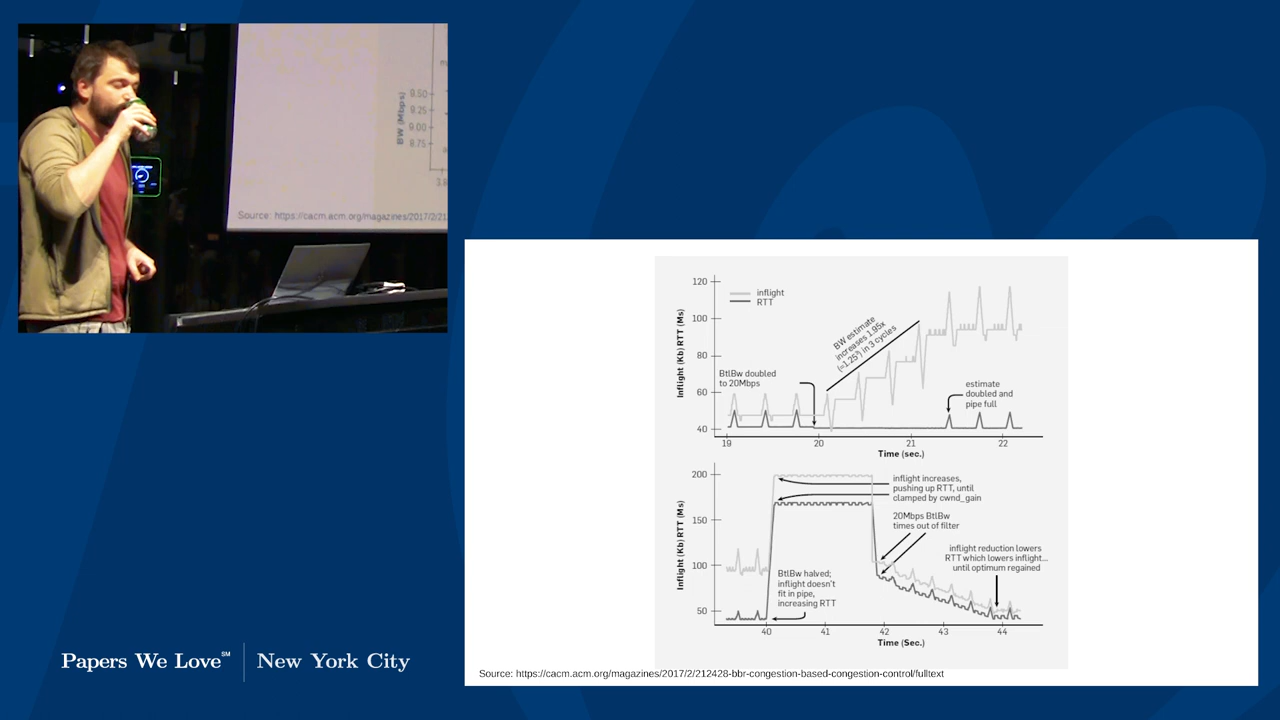 BW (Mbps)
9.50
9.25
9.00
8.75
3.8
Source: https://cacm.acm.org/magazines/2017/2/21
120
100
80
60
40
Inflight (Kb) RTT (Ms)
inflight
RTT
BW estimate
increases 1.95x
(≈1.25³) in 3 cycles
BtlBw doubled
to 20Mbps
estimate
doubled and
pipe full
19
20
21
22
Time (sec.)
200
150
100
50
Inflight (Kb) RTT (Ms)
inflight increases,
pushing up RTT, until
clamped by cwnd_gain
20Mbps BtlBw
times out of filter
inflight reduction lowers
RTT which lowers inflight...
until optimum regained
BtlBw halved;
inflight doesn't
fit in pipe,
increasing RTT
40
41
42
43
44
Time (Sec.)
Source: https://cacm.acm.org/magazines/2017/2/212428-bbr-congestion-based-congestion-control/fulltext
Papers We Love℠ New York City